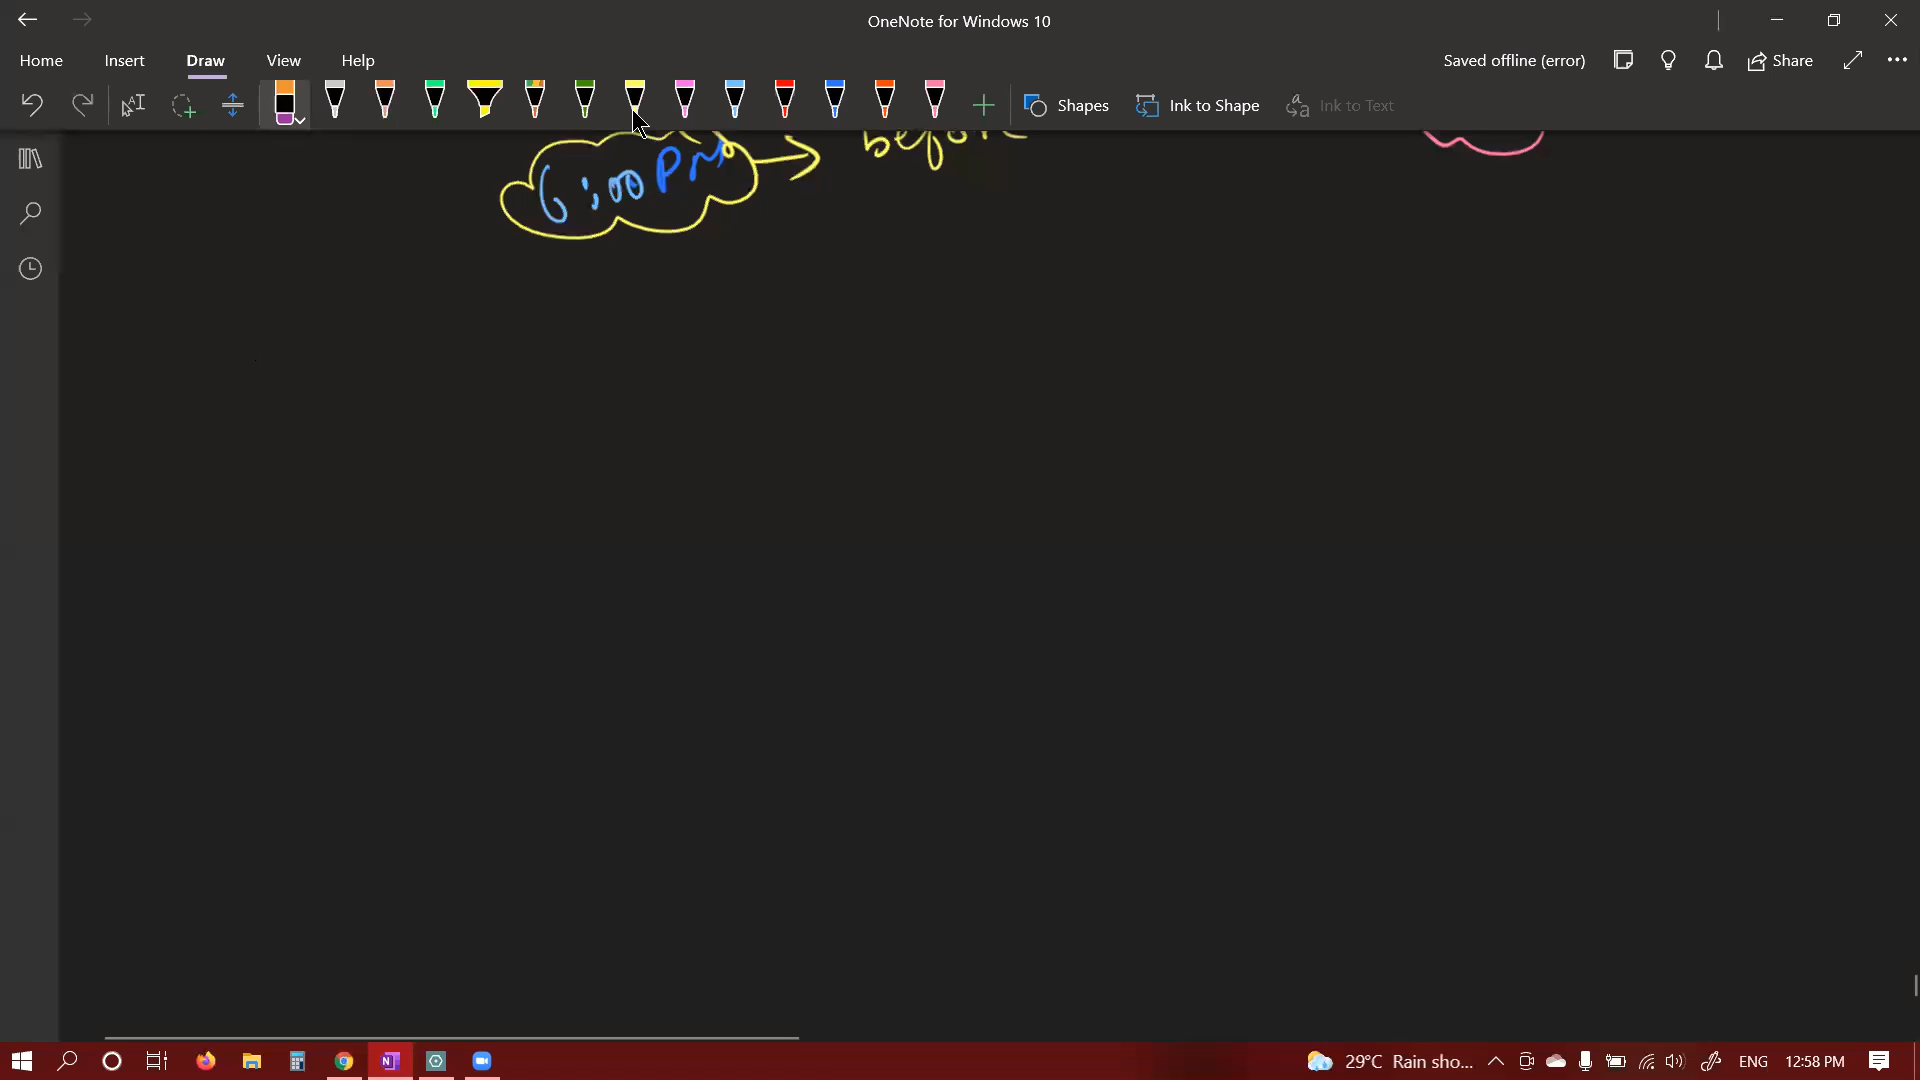 OneNote for Windows 10
Home Insert Draw View Help Saved offline (error) Share
Shapes Ink to Shape Ink to Text
before
6:00 PM
29°C Rain sho... ENG 12:58 PM